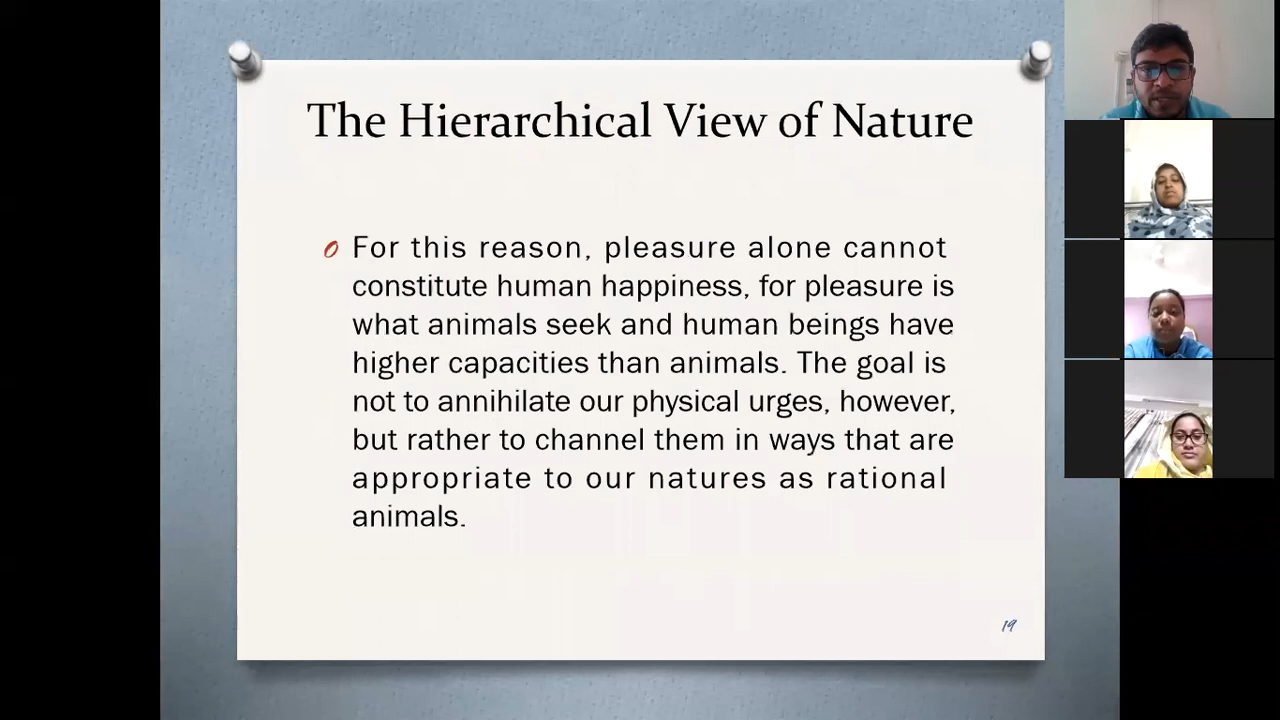 The Hierarchical View of Nature
For this reason, pleasure alone cannot
constitute human happiness, for pleasure is
what animals seek and human beings have
higher capacities than animals. The goal is
not to annihilate our physical urges, however,
but rather to channel them in ways that are
appropriate to our natures as rational
animals.
19